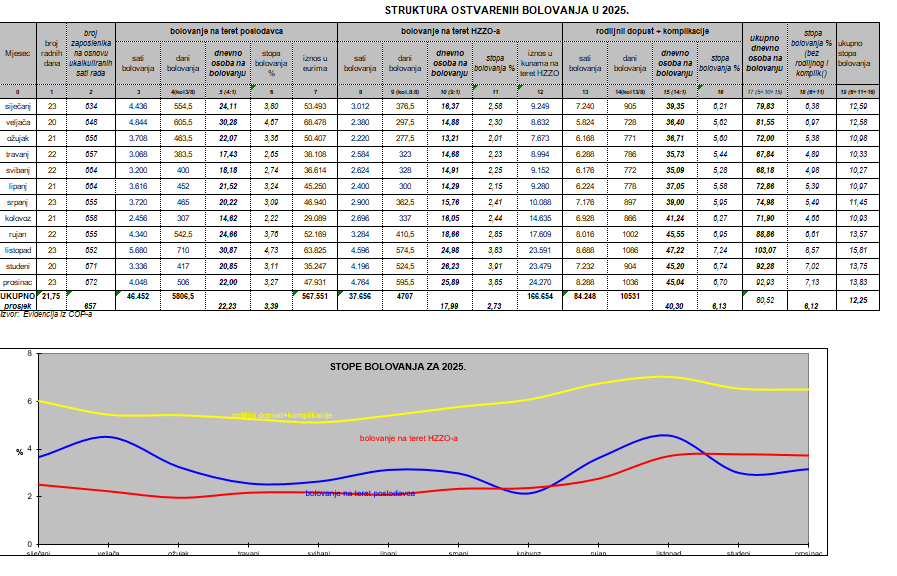 STRUKTURA OSTVARENIH BOLOVANJA U 2025.
Mjesec broj radnih dana broj zaposlenika na osnovu ukalkuliranih sati rada bolovanje na teret poslodavca bolovanje na teret HZZO-a rodiljni dopust + komplikacije ukupno dnevno osoba na bolovanju stopa bolovanja % (bez rodiljnog i komplik() ukupno stopa bolovanja
sati bolovanja dani bolovanja dnevno osoba na bolovanju stopa bolovanja % iznos u eurima sati bolovanja dani bolovanja dnevno osoba na bolovanju stopa bolovanja % iznos u kunama na teret HZZO sati bolovanja dani bolovanja dnevno osoba na bolovanju stopa bolovanja %
0 1 2 3 4(kol3/8) 5 (4:1) 6 7 8 9 (kol.8:8) 10 (9:1) 11 12 13 14(kol13/8) 15 (14:1) 16 17 (5+10+15) 18 (6+11) 19 (6+11+16)
siječanj 23 634 4.436 554,5 24,11 3,80 53.493 3.012 376,5 16,37 2,58 9.249 7.240 905 39,35 6,21 79,83 6,38 12,59
veljača 20 648 4.844 605,5 30,28 4,67 68.478 2.380 297,5 14,88 2,30 8.632 5.824 728 36,40 5,62 81,55 6,97 12,58
ožujak 21 656 3.708 463,5 22,07 3,36 50.407 2.220 277,5 13,21 2,01 7.673 6.168 771 36,71 5,60 72,00 5,38 10,98
travanj 22 657 3.068 383,5 17,43 2,65 38.108 2.584 323 14,68 2,23 8.994 6.288 786 35,73 5,44 67,84 4,89 10,33
svibanj 22 664 3.200 400 18,18 2,74 36.614 2.624 328 14,91 2,25 9.152 6.176 772 35,09 5,28 68,18 4,98 10,27
lipanj 21 664 3.616 452 21,52 3,24 45.250 2.400 300 14,29 2,15 9.280 6.224 778 37,05 5,58 72,86 5,39 10,97
srpanj 23 655 3.720 465 20,22 3,09 46.940 2.900 362,5 15,76 2,41 10.088 7.176 897 39,00 5,95 74,98 5,49 11,45
kolovoz 21 658 2.456 307 14,62 2,22 29.089 2.696 337 16,05 2,44 14.635 6.928 866 41,24 6,27 71,90 4,66 10,93
rujan 22 655 4.340 542,5 24,66 3,76 52.169 3.284 410,5 18,66 2,85 17.609 8.016 1002 45,55 6,95 88,86 6,61 13,57
listopad 23 652 5.680 710 30,87 4,73 63.825 4.596 574,5 24,98 3,83 23.591 8.688 1086 47,22 7,24 103,07 8,57 15,81
studeni 20 671 3.336 417 20,85 3,11 35.247 4.196 524,5 26,23 3,91 23.479 7.232 904 45,20 6,74 92,28 7,02 13,75
prosinac 23 672 4.048 506 22,00 3,27 47.931 4.764 595,5 25,89 3,85 24.270 8.288 1036 45,04 6,70 92,93 7,13 13,83
UKUPNO 21,75 46.452 5806,5 567.551 37.656 4707 166.654 84.248 10531 80,52 12,25
prosjek 657 22,23 3,39 17,99 2,73 40,30 6,13 6,12
Izvor: Evidencija iz COP-a
STOPE BOLOVANJA ZA 2025.
8
6
rodiljni dopust+komplikacije
bolovanje na teret HZZO-a
4
%
bolovanje na teret poslodavca
2
0
siječanj veljača ožujak travanj svibanj lipanj srpanj kolovoz rujan listopad studeni prosinac